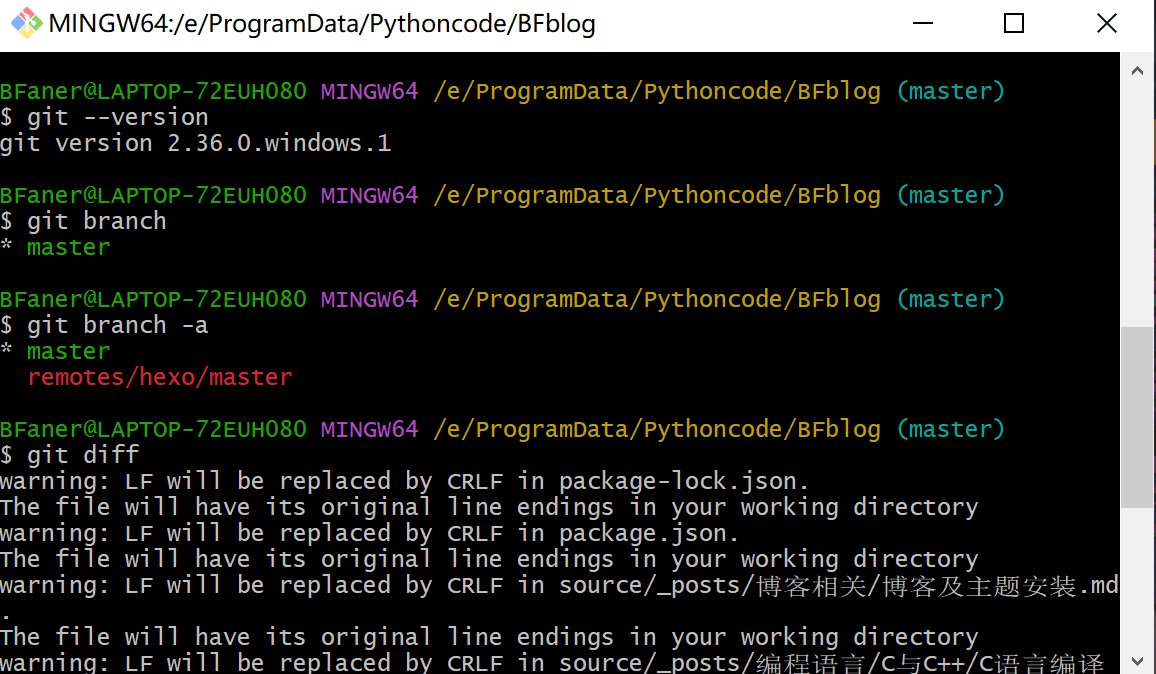 MINGW64:/e/ProgramData/Pythoncode/BFblog
BFaner@LAPTOP-72EUHO8O MINGW64 /e/ProgramData/Pythoncode/BFblog (master)
$ git --version
git version 2.36.0.windows.1
BFaner@LAPTOP-72EUHO8O MINGW64 /e/ProgramData/Pythoncode/BFblog (master)
$ git branch
* master
BFaner@LAPTOP-72EUHO8O MINGW64 /e/ProgramData/Pythoncode/BFblog (master)
$ git branch -a
* master
remotes/hexo/master
BFaner@LAPTOP-72EUHO8O MINGW64 /e/ProgramData/Pythoncode/BFblog (master)
$ git diff
warning: LF will be replaced by CRLF in package-lock.json.
The file will have its original line endings in your working directory
warning: LF will be replaced by CRLF in package.json.
The file will have its original line endings in your working directory
warning: LF will be replaced by CRLF in source/_posts/博客相关/博客及主题安装.md
.
The file will have its original line endings in your working directory
warning: LF will be replaced by CRLF in source/_posts/编程语言/C与C++/C语言编译